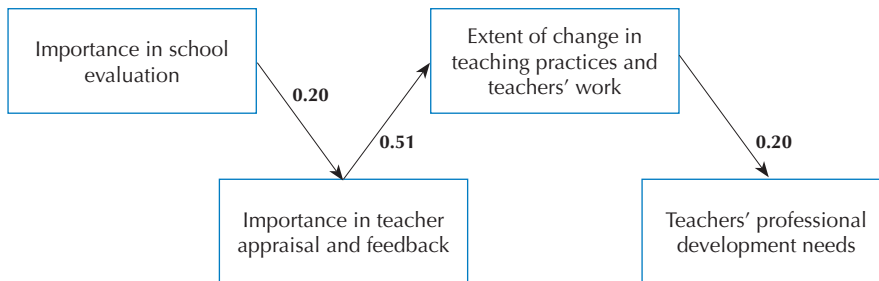 Importance in school
evaluation
Extent of change in
teaching practices and
teachers’ work
0.20
0.51
0.20
Importance in teacher
appraisal and feedback
Teachers’ professional
development needs